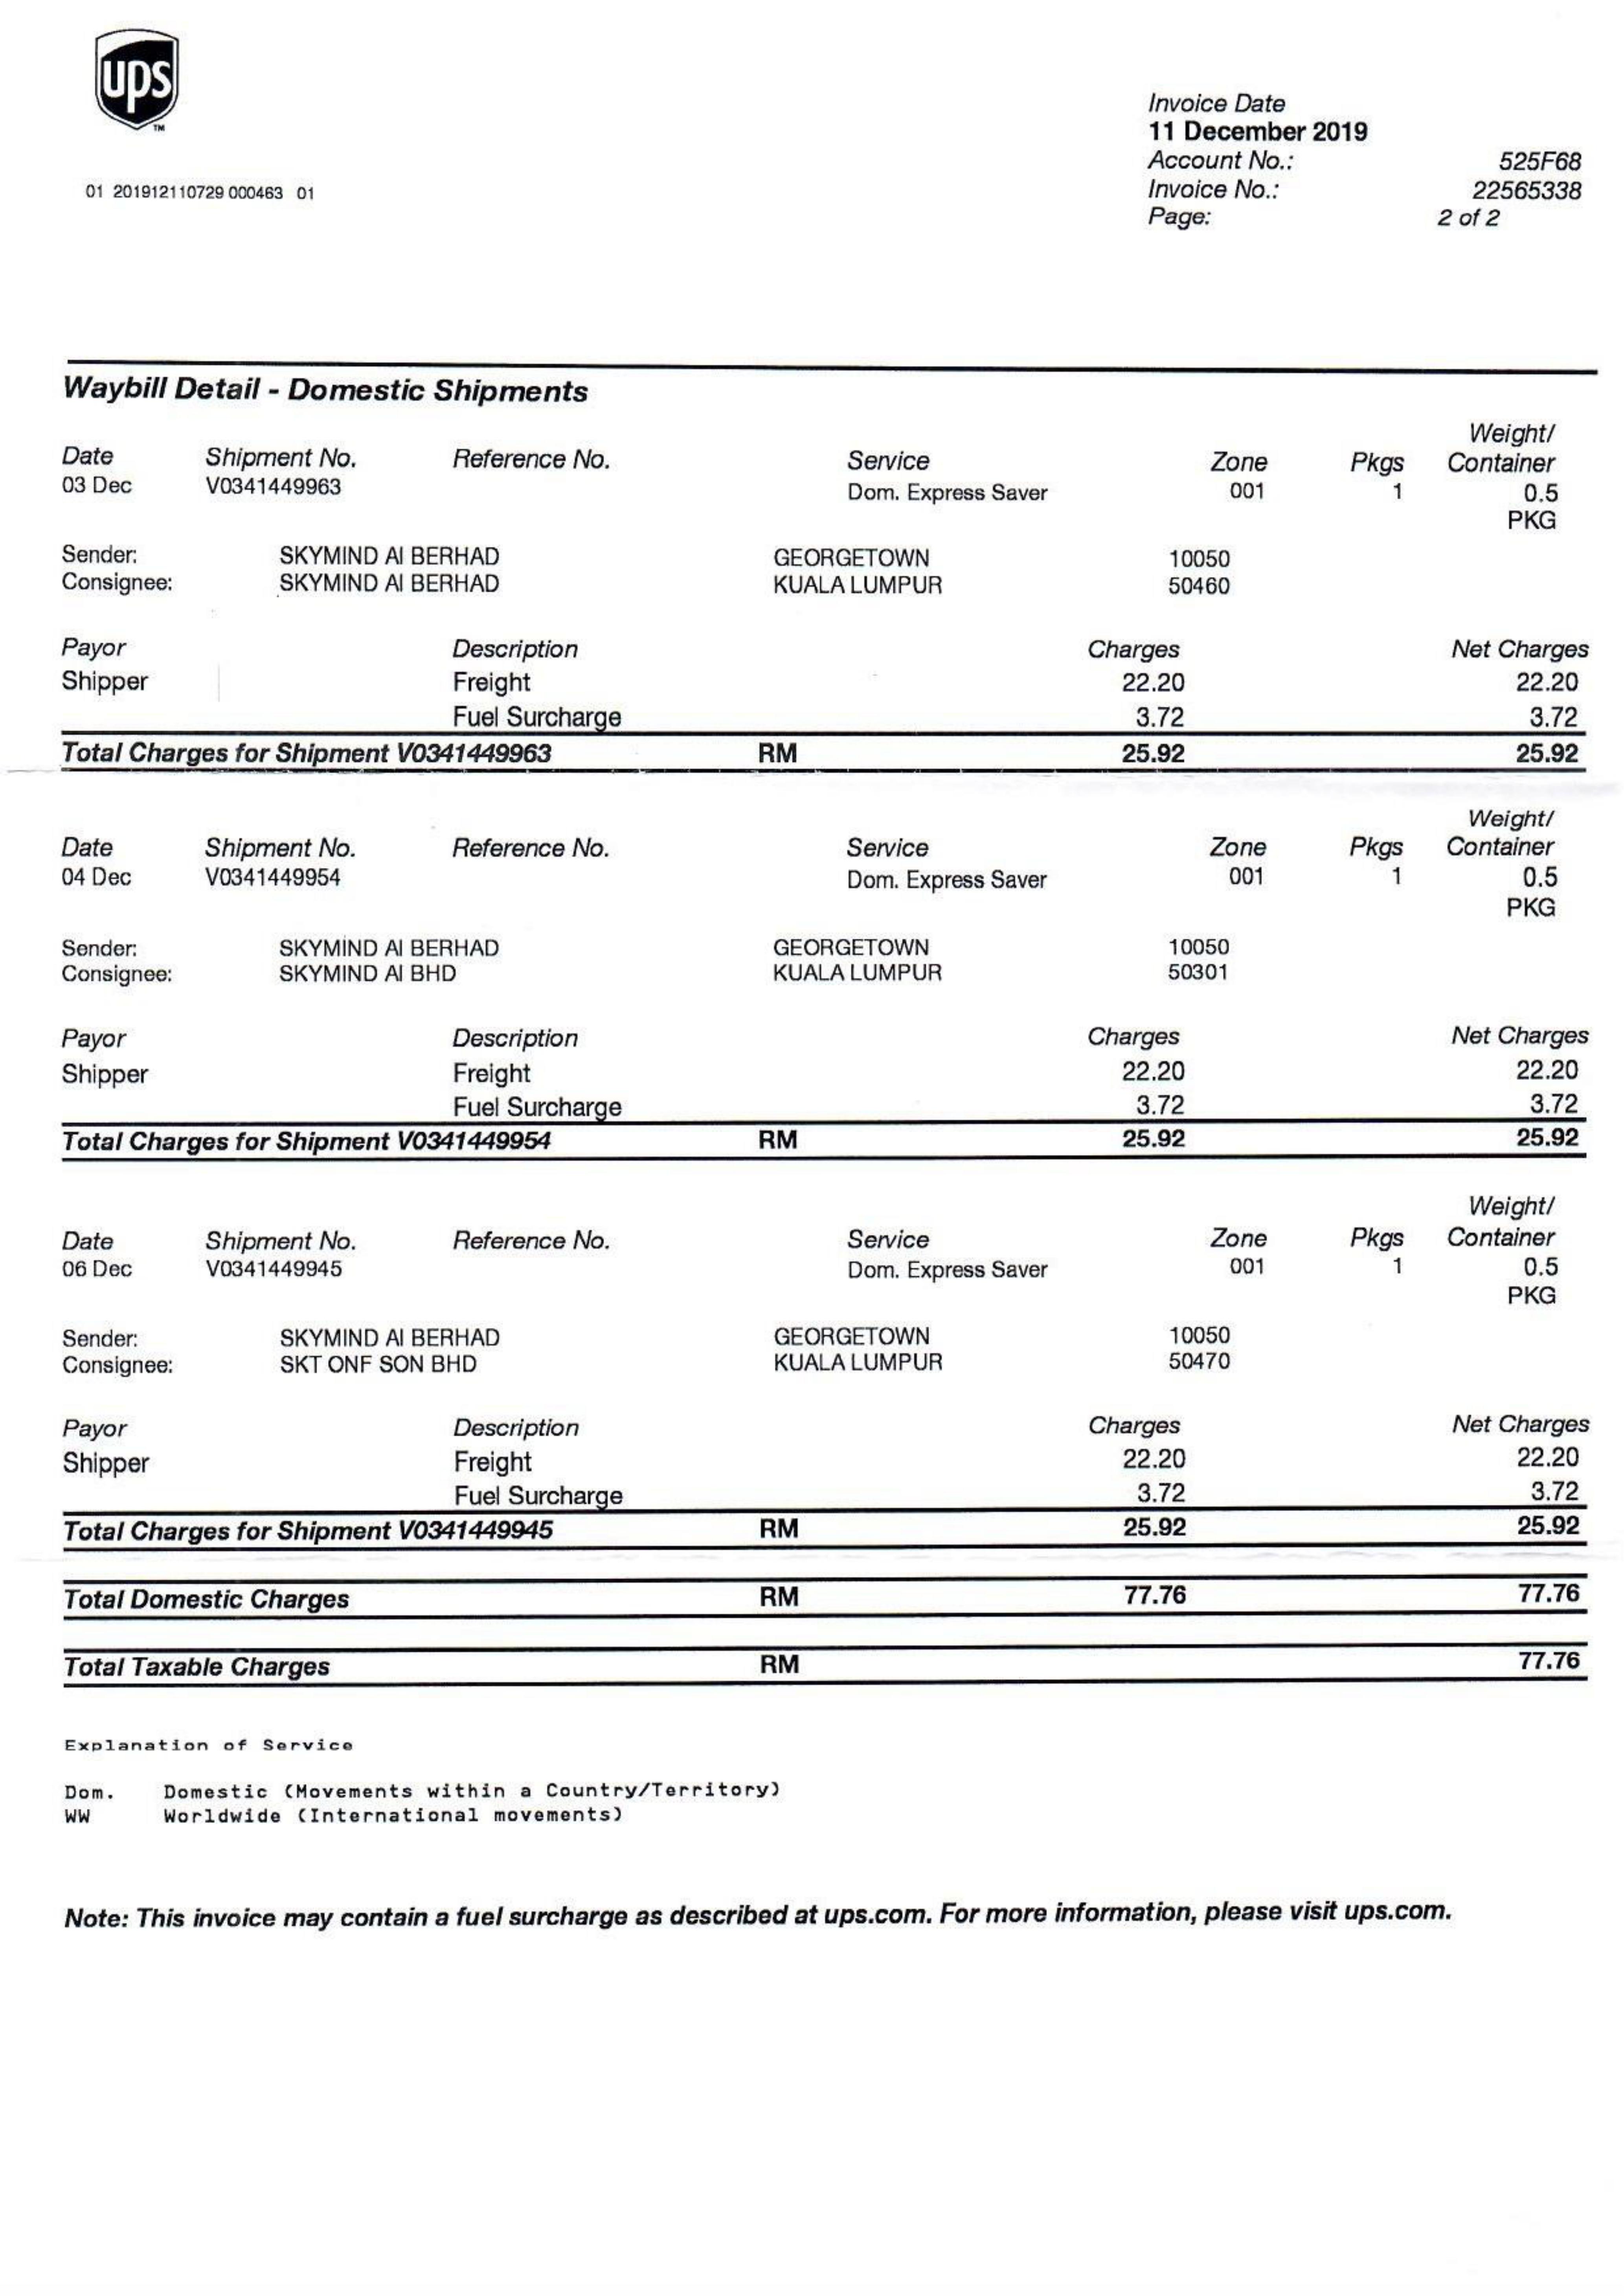 ups
TM
01 201912110729 000463 01
Invoice Date
11 December 2019
Account No.: 525F68
Invoice No.: 22565338
Page: 2 of 2
Waybill Detail - Domestic Shipments
Weight/
Date Shipment No. Reference No. Service Zone Pkgs Container
03 Dec V0341449963 Dom. Express Saver 001 1 0.5
PKG
Sender: SKYMIND AI BERHAD GEORGETOWN 10050
Consignee: SKYMIND AI BERHAD KUALA LUMPUR 50460
Payor Description Charges Net Charges
Shipper Freight 22.20 22.20
Fuel Surcharge 3.72 3.72
Total Charges for Shipment V0341449963 RM 25.92 25.92
Weight/
Date Shipment No. Reference No. Service Zone Pkgs Container
04 Dec V0341449954 Dom. Express Saver 001 1 0.5
PKG
Sender: SKYMIND AI BERHAD GEORGETOWN 10050
Consignee: SKYMIND AI BHD KUALA LUMPUR 50301
Payor Description Charges Net Charges
Shipper Freight 22.20 22.20
Fuel Surcharge 3.72 3.72
Total Charges for Shipment V0341449954 RM 25.92 25.92
Weight/
Date Shipment No. Reference No. Service Zone Pkgs Container
06 Dec V0341449945 Dom. Express Saver 001 1 0.5
PKG
Sender: SKYMIND AI BERHAD GEORGETOWN 10050
Consignee: SKT ONF SON BHD KUALA LUMPUR 50470
Payor Description Charges Net Charges
Shipper Freight 22.20 22.20
Fuel Surcharge 3.72 3.72
Total Charges for Shipment V0341449945 RM 25.92 25.92
Total Domestic Charges RM 77.76 77.76
Total Taxable Charges RM 77.76
Explanation of Service
Dom. Domestic (Movements within a Country/Territory)
WW Worldwide (International movements)
Note: This invoice may contain a fuel surcharge as described at ups.com. For more information, please visit ups.com.